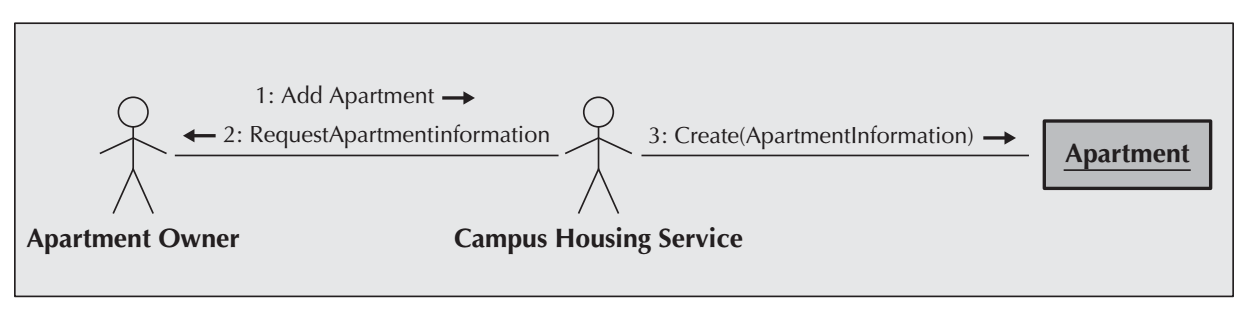 1: Add Apartment
2: RequestApartmentinformation
3: Create(ApartmentInformation)
Apartment
Apartment Owner
Campus Housing Service